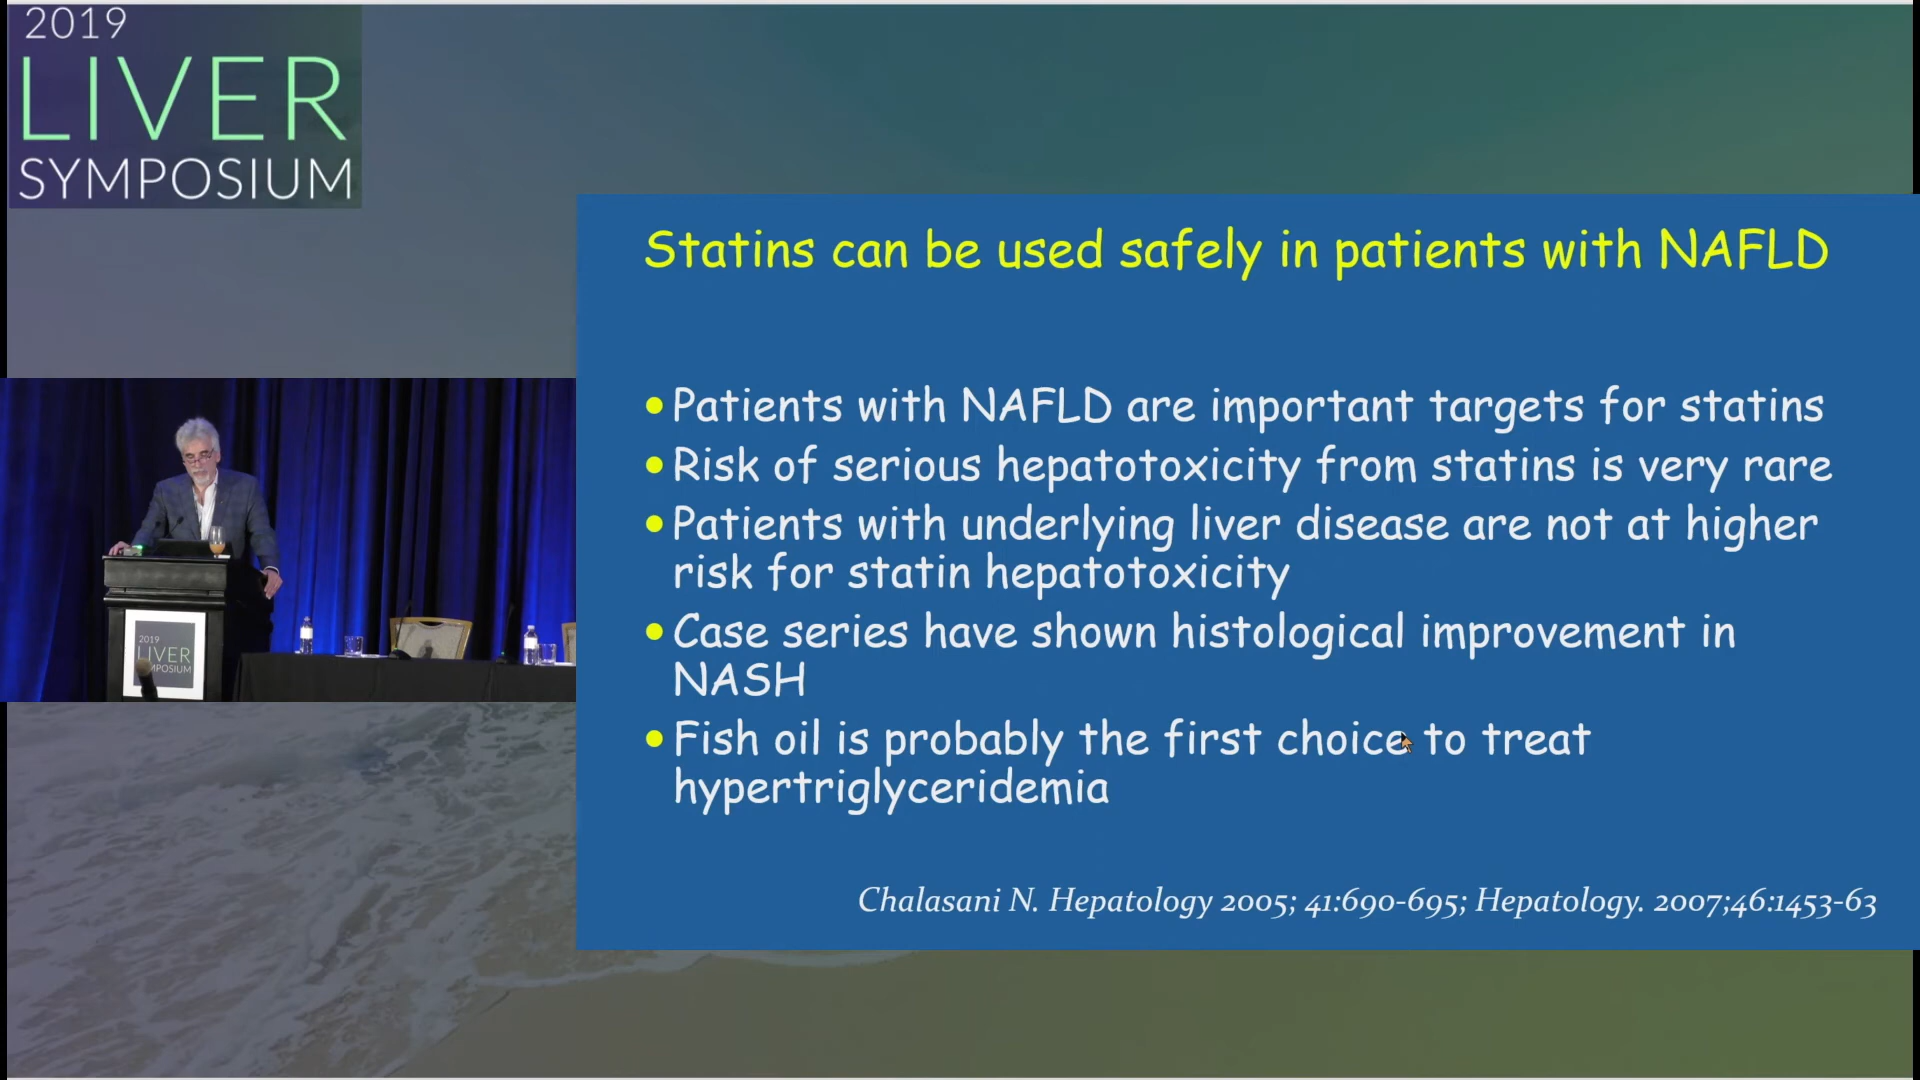 2019
LIVER
SYMPOSIUM
Statins can be used safely in patients with NAFLD
•Patients with NAFLD are important targets for statins
•Risk of serious hepatotoxicity from statins is very rare
•Patients with underlying liver disease are not at higher
risk for statin hepatotoxicity
•Case series have shown histological improvement in
NASH
•Fish oil is probably the first choice to treat
hypertriglyceridemia
Chalasani N. Hepatology 2005; 41:690-695; Hepatology. 2007;46:1453-63
2019
LIVER
MPOSIUM